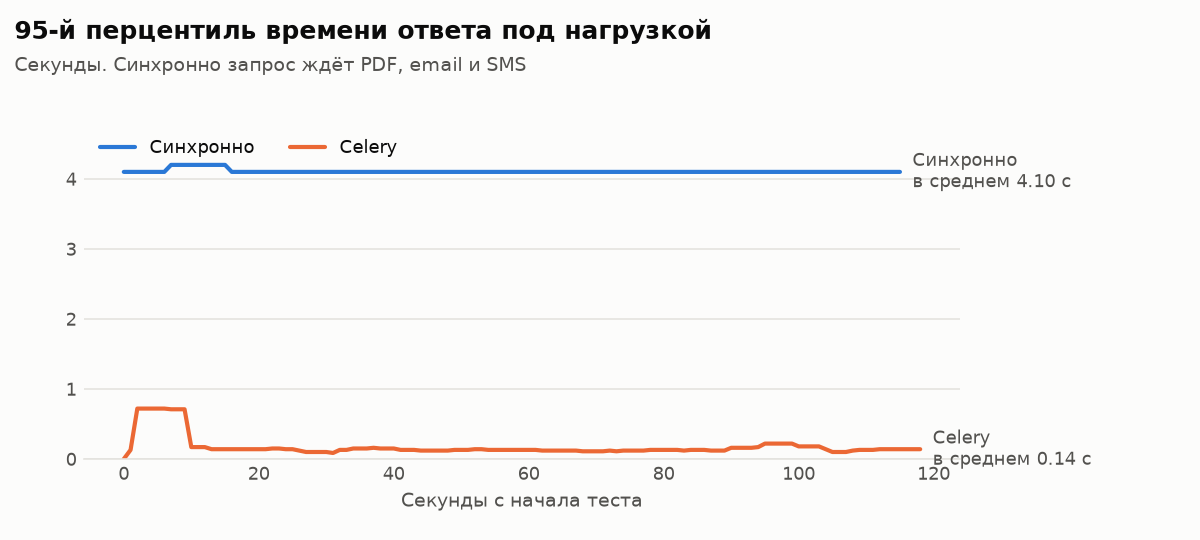 95-й перцентиль времени ответа под нагрузкой
Секунды. Синхронно запрос ждёт PDF, email и SMS
Синхронно
Celery
4
3
2
1
0
Синхронно
в среднем 4.10 с
Celery
в среднем 0.14 с
0
20
40
60
80
100
120
Секунды с начала теста